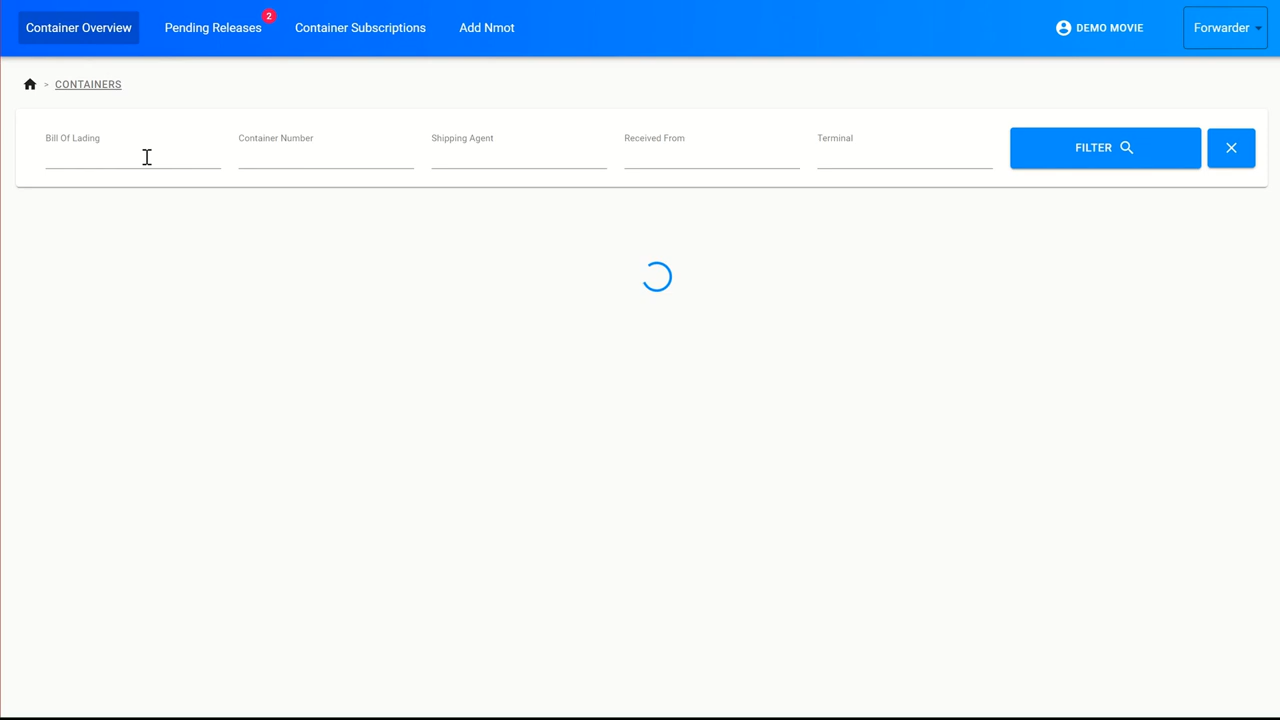 Container Overview Pending Releases 2 Container Subscriptions Add Nmot DEMO MOVIE Forwarder
> CONTAINERS
Bill Of Lading Container Number Shipping Agent Received From Terminal
FILTER